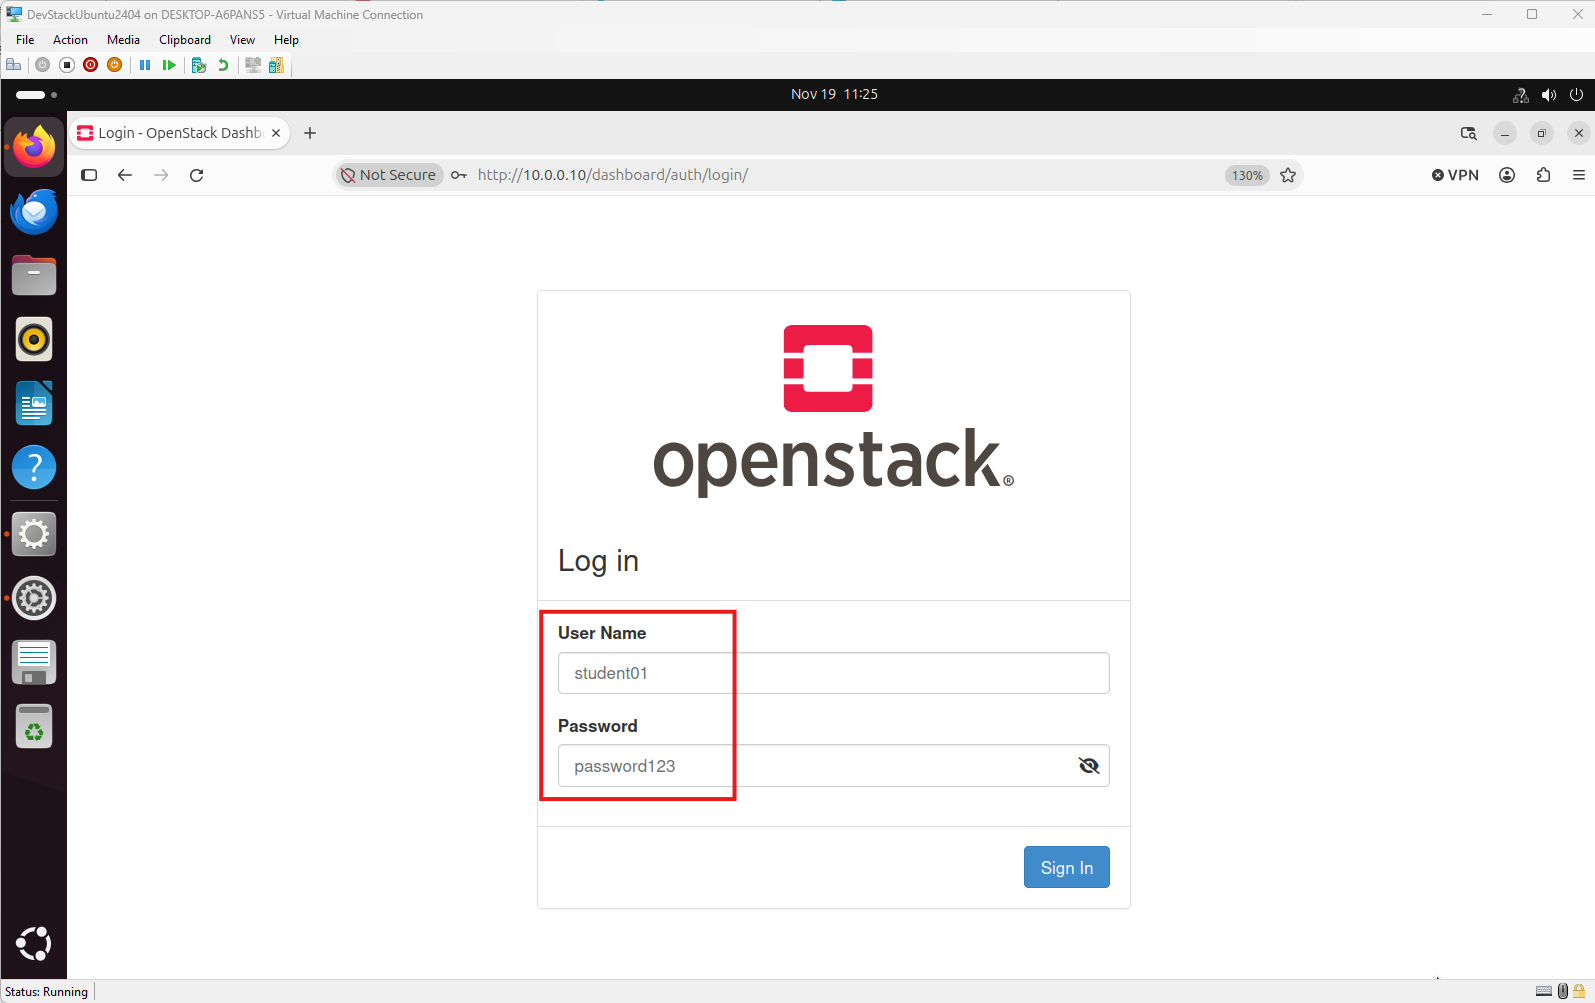 DevStackUbuntu2404 on DESKTOP-A6PANS5 - Virtual Machine Connection
File Action Media Clipboard View Help
Nov 19 11:25
Login - OpenStack Dashb
Not Secure http://10.0.0.10/dashboard/auth/login/ 130% VPN
openstack®
Log in
User Name
student01
Password
password123
Sign In
Status: Running